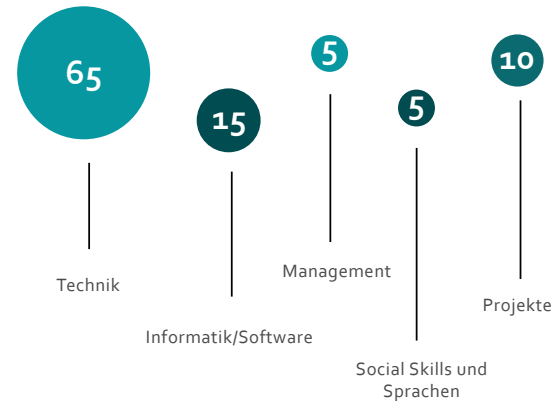 65
Technik
15
Informatik/Software
5
Management
5
Social Skills und
Sprachen
10
Projekte